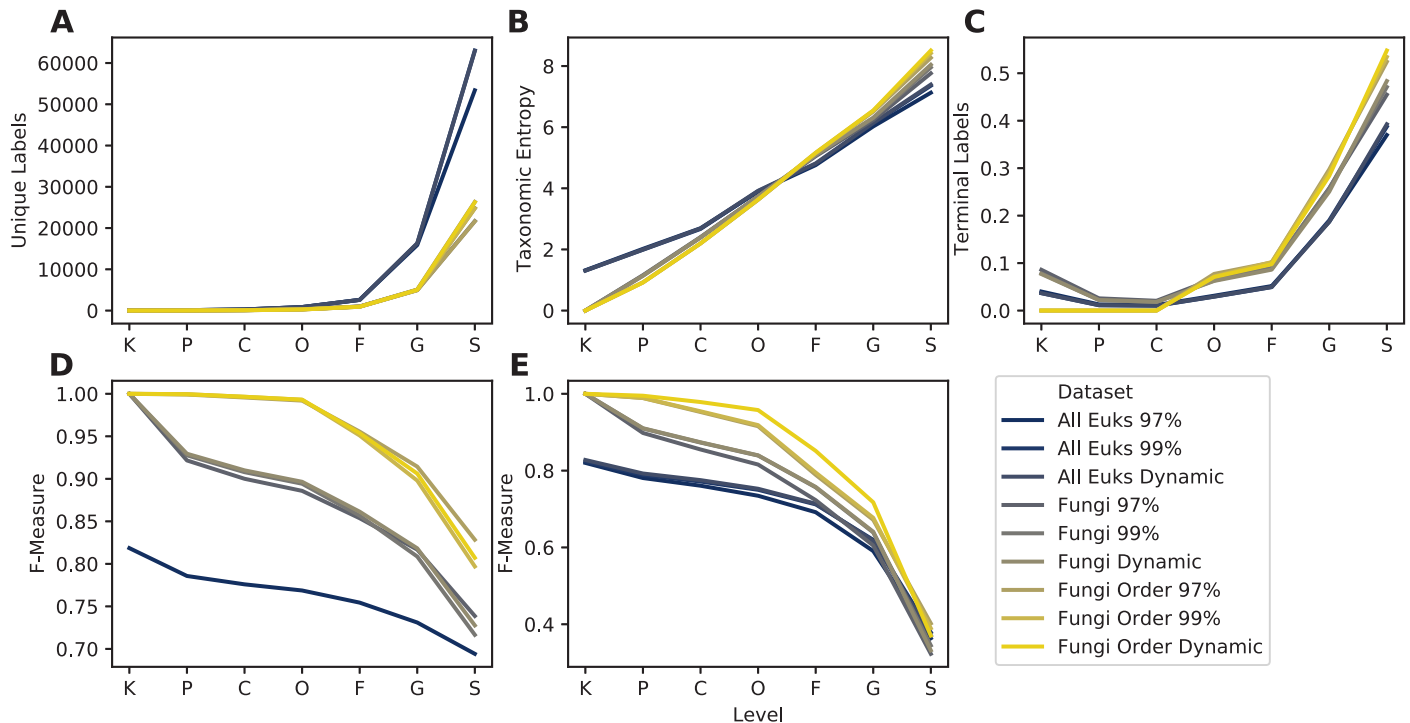 A
B
C
Unique Labels
60000
50000
40000
30000
20000
10000
0
K P C O F G S
Taxonomic Entropy
8
6
4
2
0
K P C O F G S
Terminal Labels
0.5
0.4
0.3
0.2
0.1
0.0
K P C O F G S
D
E
F-Measure
1.00
0.95
0.90
0.85
0.80
0.75
0.70
K P C O F G S
F-Measure
1.0
0.8
0.6
0.4
K P C O F G S
Level
Dataset
All Euks 97%
All Euks 99%
All Euks Dynamic
Fungi 97%
Fungi 99%
Fungi Dynamic
Fungi Order 97%
Fungi Order 99%
Fungi Order Dynamic